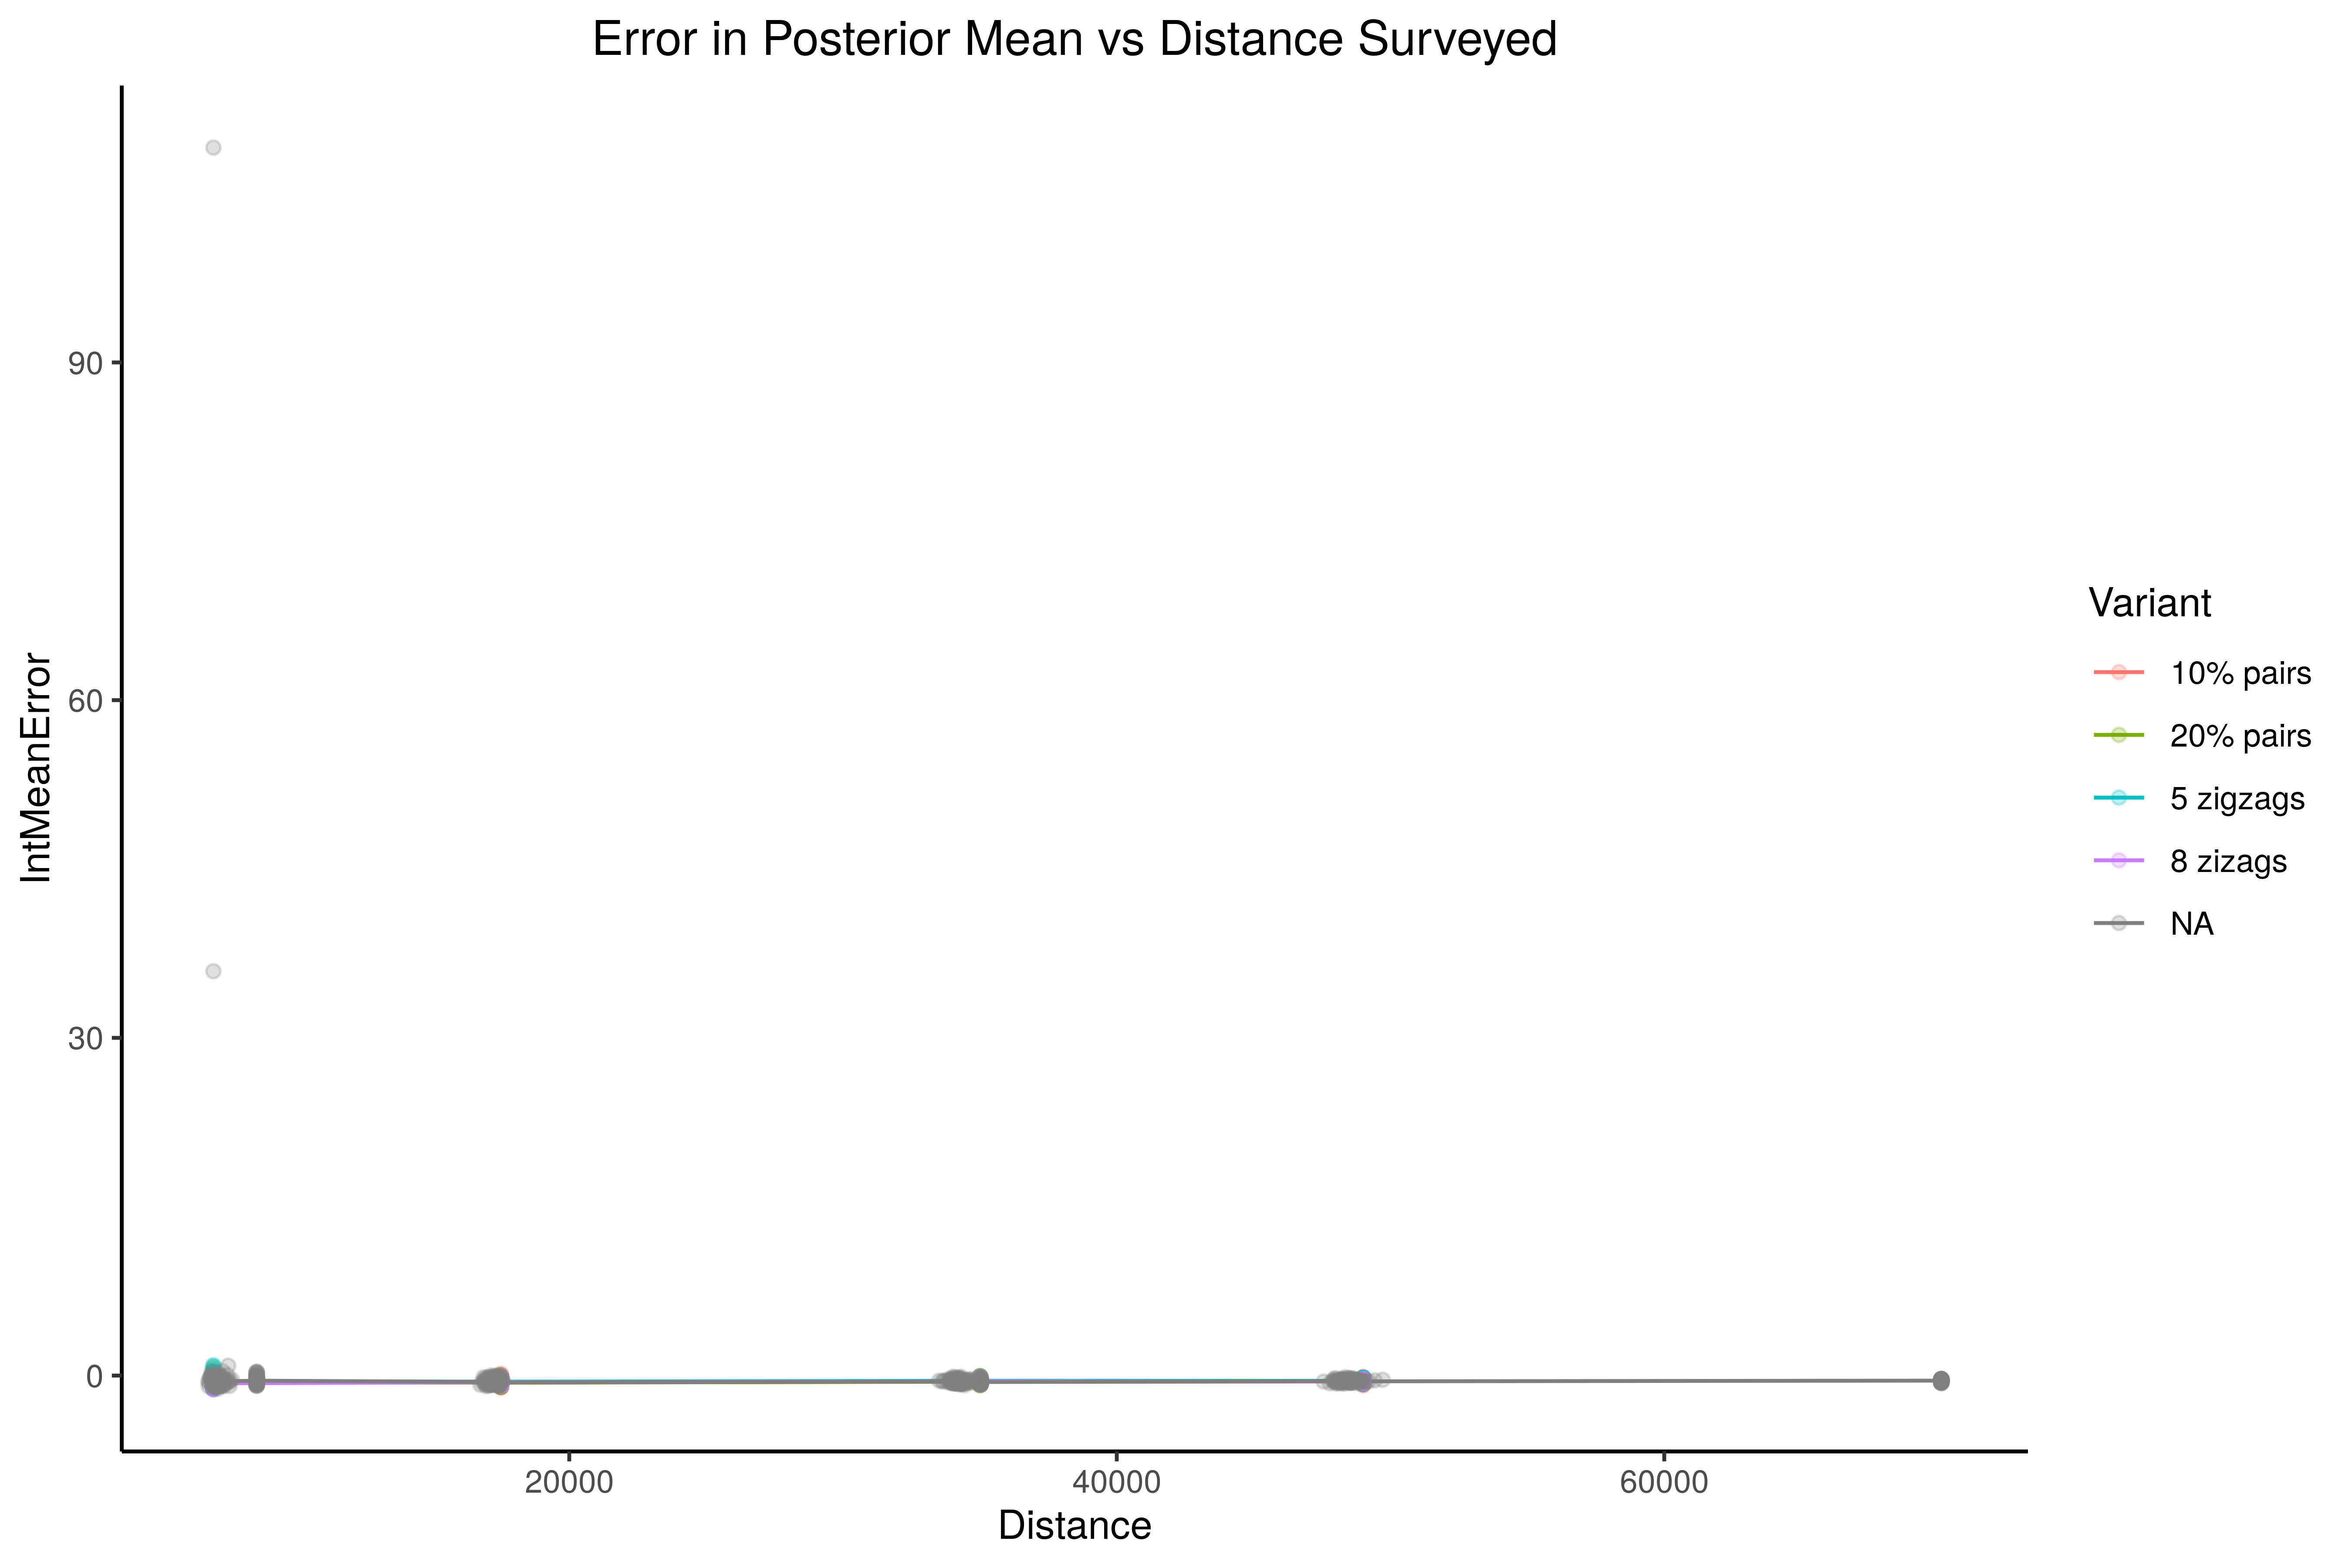 Error in Posterior Mean vs Distance Surveyed
IntMeanError
90
60
30
0
20000
40000
60000
Distance
Variant
10% pairs
20% pairs
5 zigzags
8 zizags
NA